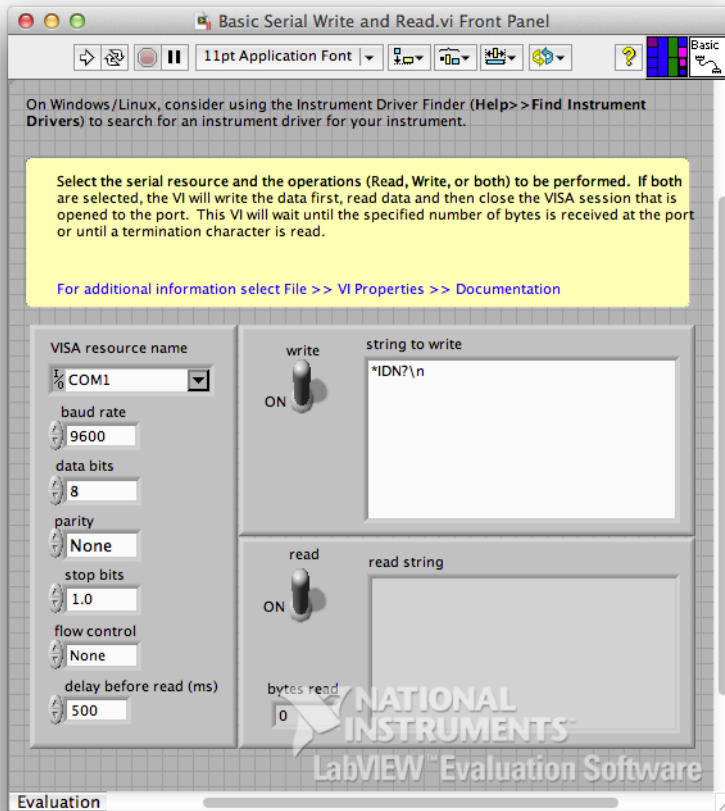 Basic Serial Write and Read.vi Front Panel
11pt Application Font
Basic
On Windows/Linux, consider using the Instrument Driver Finder (Help>>Find Instrument
Drivers) to search for an instrument driver for your instrument.
Select the serial resource and the operations (Read, Write, or both) to be performed. If both
are selected, the VI will write the data first, read data and then close the VISA session that is
opened to the port. This VI will wait until the specified number of bytes is received at the port
or until a termination character is read.
For additional information select File >> VI Properties >> Documentation
VISA resource name
I/O COM1
baud rate
9600
data bits
8
parity
None
stop bits
1.0
flow control
None
delay before read (ms)
500
write
ON
string to write
*IDN?\n
read
ON
read string
bytes read
0
NATIONAL
INSTRUMENTS™
LabVIEW™ Evaluation Software
Evaluation